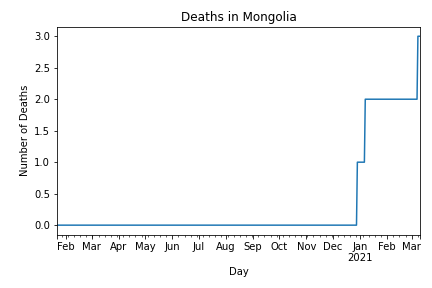 Deaths in Mongolia
3.0
2.5
2.0
1.5
1.0
0.5
0.0
Number of Deaths
Feb Mar Apr May Jun Jul Aug Sep Oct Nov Dec Jan Feb Mar
2021
Day